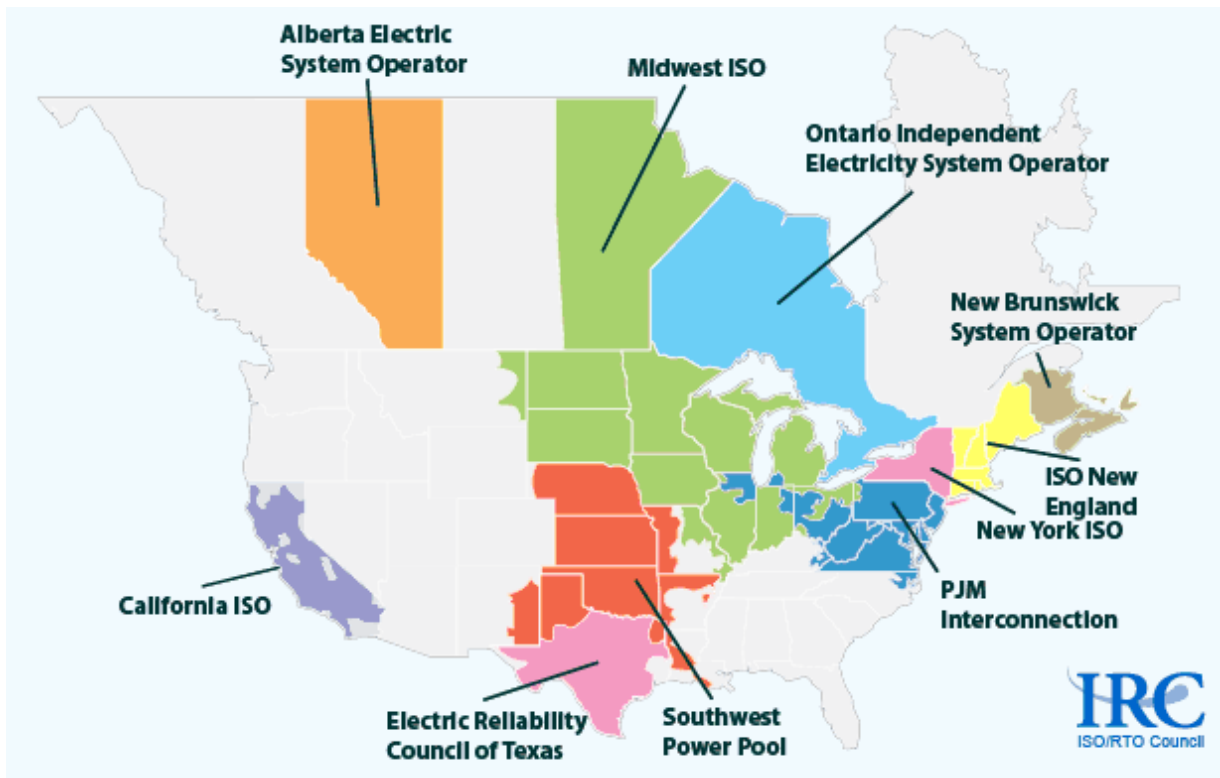 Alberta Electric
System Operator
Midwest ISO
Ontario Independent
Electricity System Operator
New Brunswick
System Operator
ISO New
England
New York ISO
California ISO
PJM
Interconnection
Electric Reliability
Council of Texas
Southwest
Power Pool
IRC
ISO/RTO Council